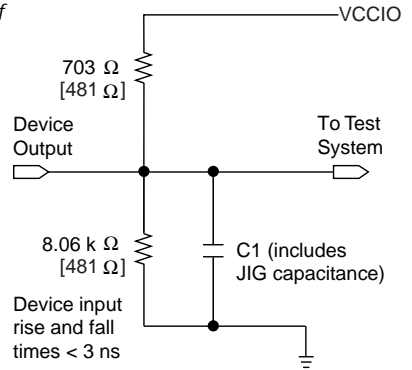 f
VCCIO
703 Ω
[481 Ω]
Device
Output
To Test
System
8.06 k Ω
[481 Ω]
C1 (includes
JIG capacitance)
Device input
rise and fall
times < 3 ns